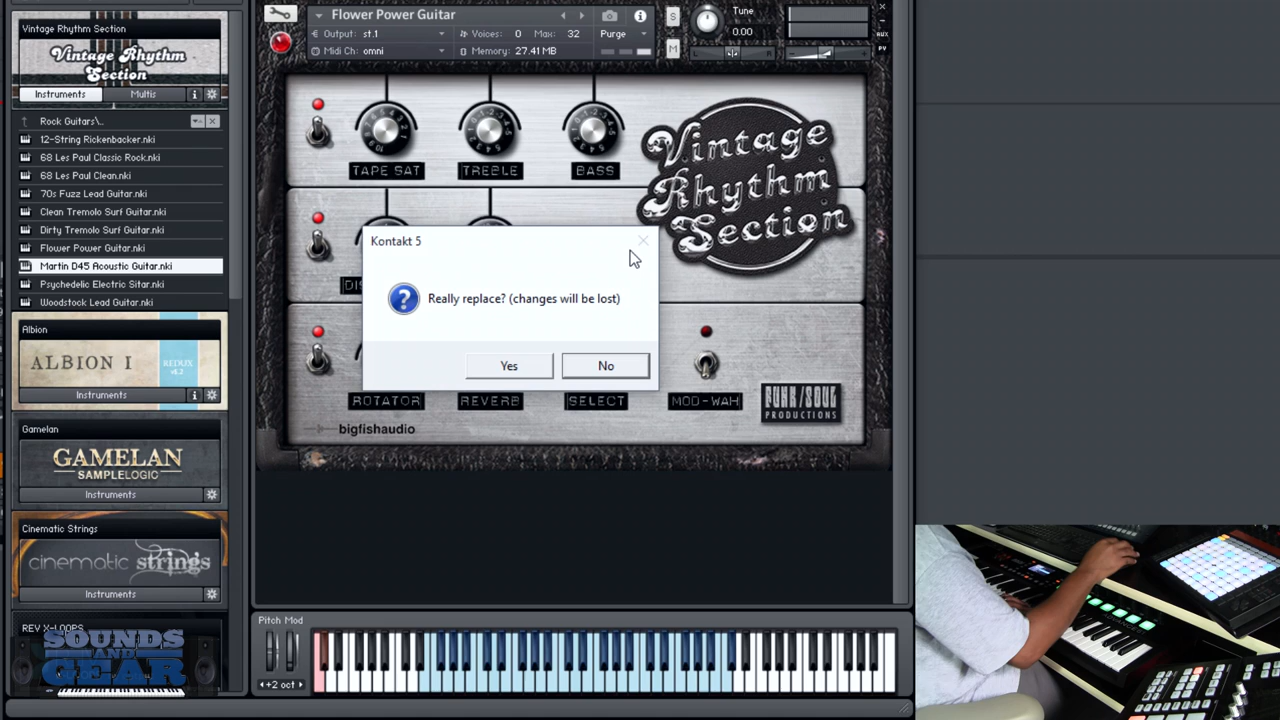 Vintage Rhythm Section
Vintage Rhythm
Section
Instruments
Multis
Rock Guitars\..
12-String Rickenbacker.nki
68 Les Paul Classic Rock.nki
68 Les Paul Clean.nki
70s Fuzz Lead Guitar.nki
Clean Tremolo Surf Guitar.nki
Dirty Tremolo Surf Guitar.nki
Flower Power Guitar.nki
Martin D45 Acoustic Guitar.nki
Psychedelic Electric Sitar.nki
Woodstock Lead Guitar.nki
Albion
ALBION I
REDUX
Instruments
Gamelan
GAMELAN
SAMPLELOGIC
Instruments
Cinematic Strings
cinematic strings
Instruments
REV X-LOOPS
SOUNDS
AND
GEAR
Flower Power Guitar
Output: st.1
Voices: 0 Max: 32
Purge
Midi Ch: omni
Memory: 27.41 MB
S
M
Tune
0.00
L R
AUX
PV
TAPE SAT
TREBLE
BASS
Vintage
Rhythm
Section
Kontakt 5
Really replace? (changes will be lost)
Yes
No
ROTATOR
REVERB
SELECT
MOD-WAH
FUNK/SOUL
PRODUCTIONS
bigfishaudio
Pitch Mod
+2 oct